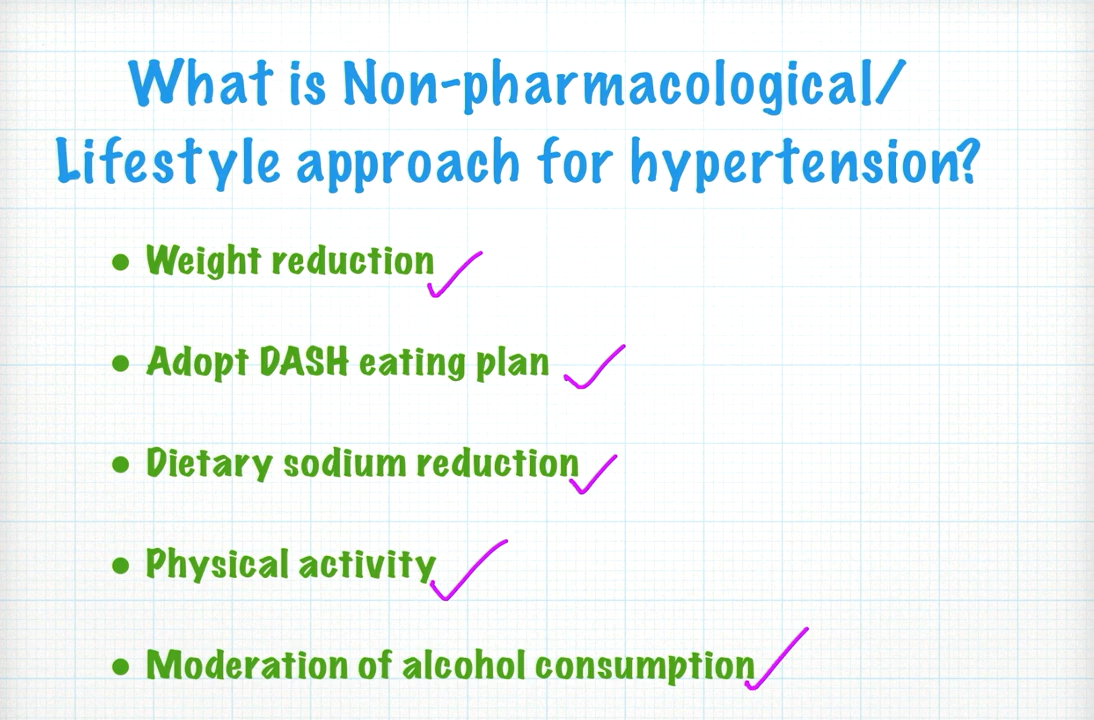 What is Non-pharmacological/
Lifestyle approach for hypertension?
• Weight reduction
• Adopt DASH eating plan
• Dietary sodium reduction
• Physical activity
• Moderation of alcohol consumption